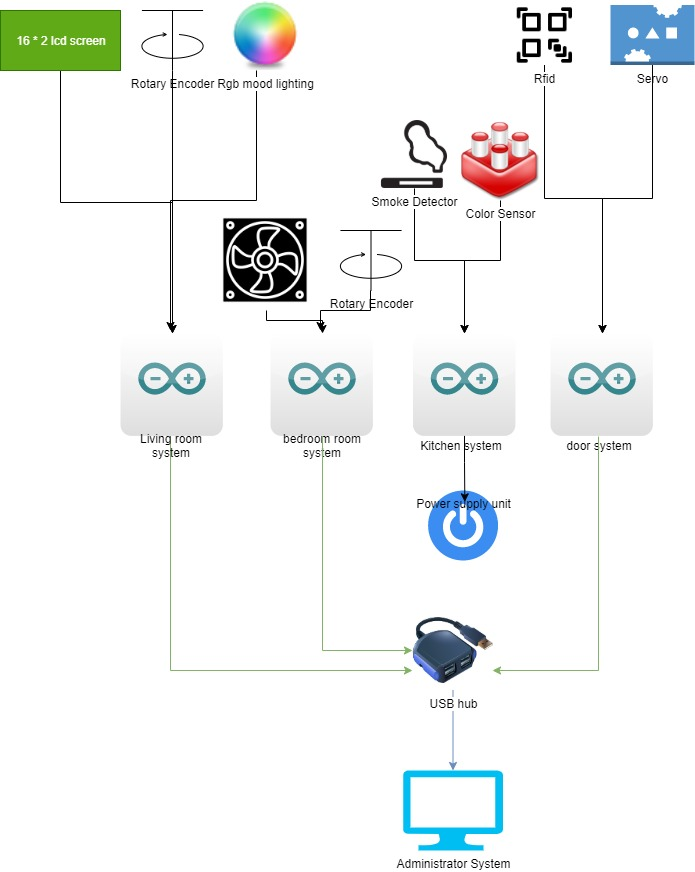 16 * 2 lcd screen
Rotary Encoder
Rgb mood lighting
Rfid
Servo
Smoke Detector
Color Sensor
Rotary Encoder
Living room
system
bedroom room
system
Kitchen system
door system
Power supply unit
USB hub
Administrator System